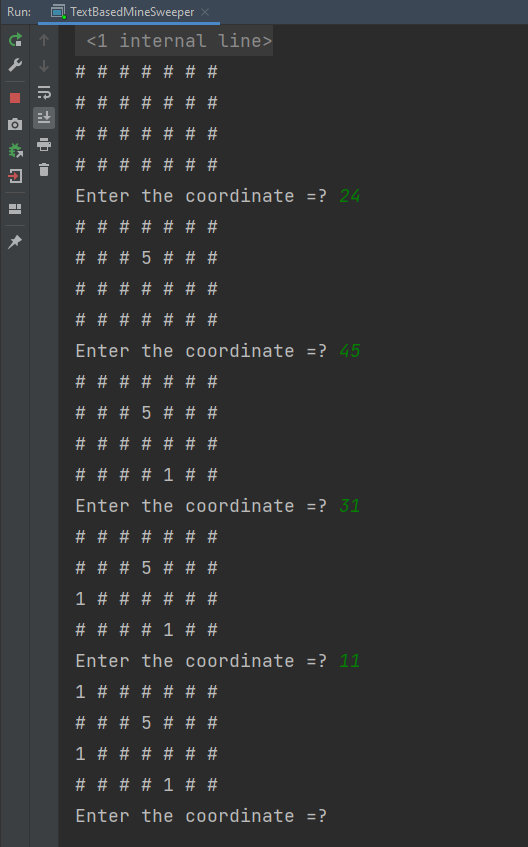 Run: TextBasedMineSweeper ×
<1 internal line>
# # # # # # #
# # # # # # #
# # # # # # #
# # # # # # #
Enter the coordinate =? 24
# # # # # # #
# # # 5 # # #
# # # # # # #
# # # # # # #
Enter the coordinate =? 45
# # # # # # #
# # # 5 # # #
# # # # # # #
# # # # 1 # #
Enter the coordinate =? 31
# # # # # # #
# # # 5 # # #
1 # # # # # #
# # # # 1 # #
Enter the coordinate =? 11
1 # # # # # #
# # # 5 # # #
1 # # # # # #
# # # # 1 # #
Enter the coordinate =?